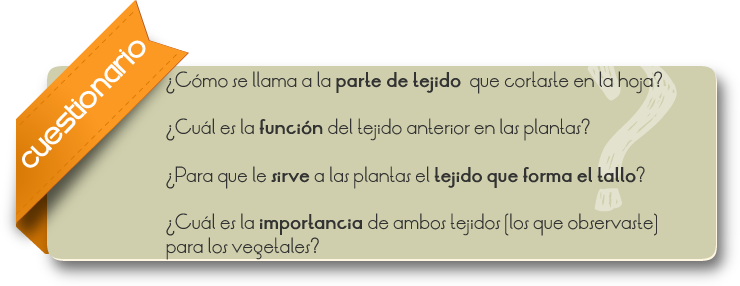 cuestionario
¿Cómo se llama a la parte de tejido que cortaste en la hoja?
¿Cuál es la función del tejido anterior en las plantas?
¿Para que le sirve a las plantas el tejido que forma el tallo?
¿Cuál es la importancia de ambos tejidos (los que observaste)
para los vegetales?